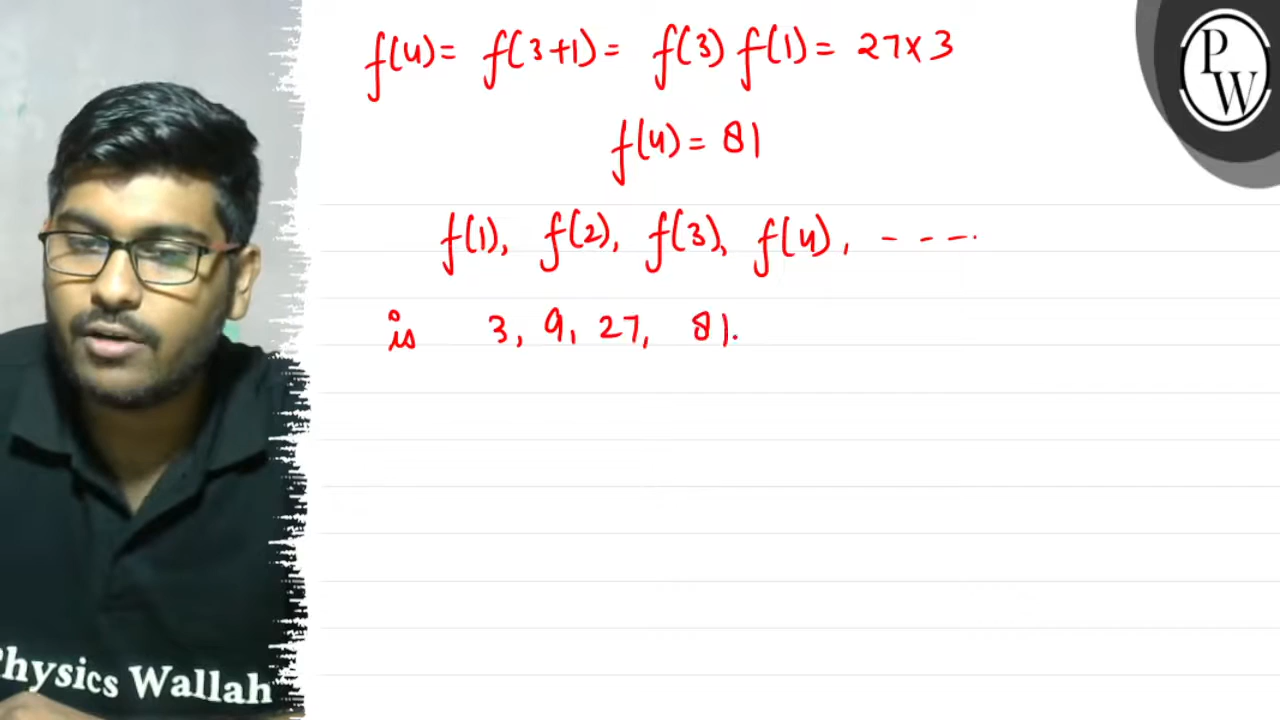 f(4) = f(3+1) = f(3) f(1) = 27 × 3
f(4) = 81
f(1), f(2), f(3), f(4), ----.
is 3, 9, 27, 81.
PW
Physics Wallah